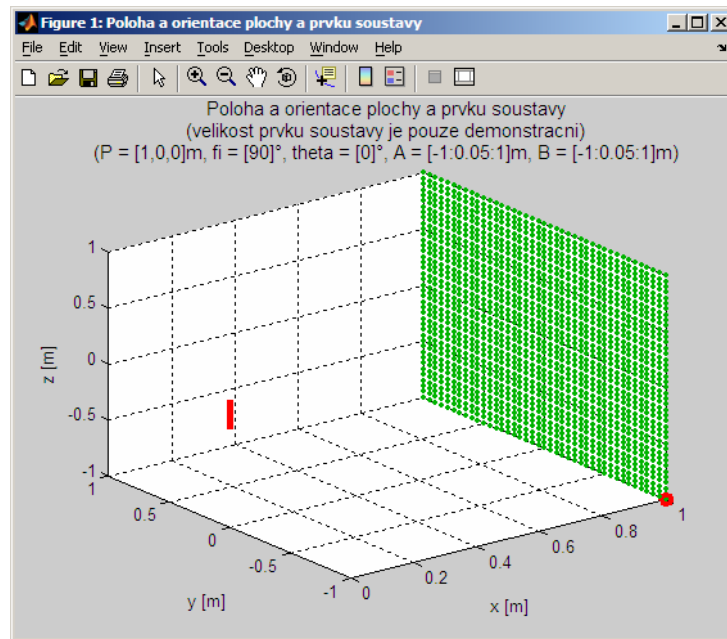 Figure 1: Poloha a orientace plochy a prvku soustavy
File Edit View Insert Tools Desktop Window Help
Poloha a orientace plochy a prvku soustavy
(velikost prvku soustavy je pouze demonstracni)
(P = [1,0,0]m, fi = [90]°, theta = [0]°, A = [-1:0.05:1]m, B = [-1:0.05:1]m)
1
0.5
0
-0.5
-1
z [m]
1
0.5
0
-0.5
-1
y [m]
0
0.2
0.4
0.6
0.8
1
x [m]